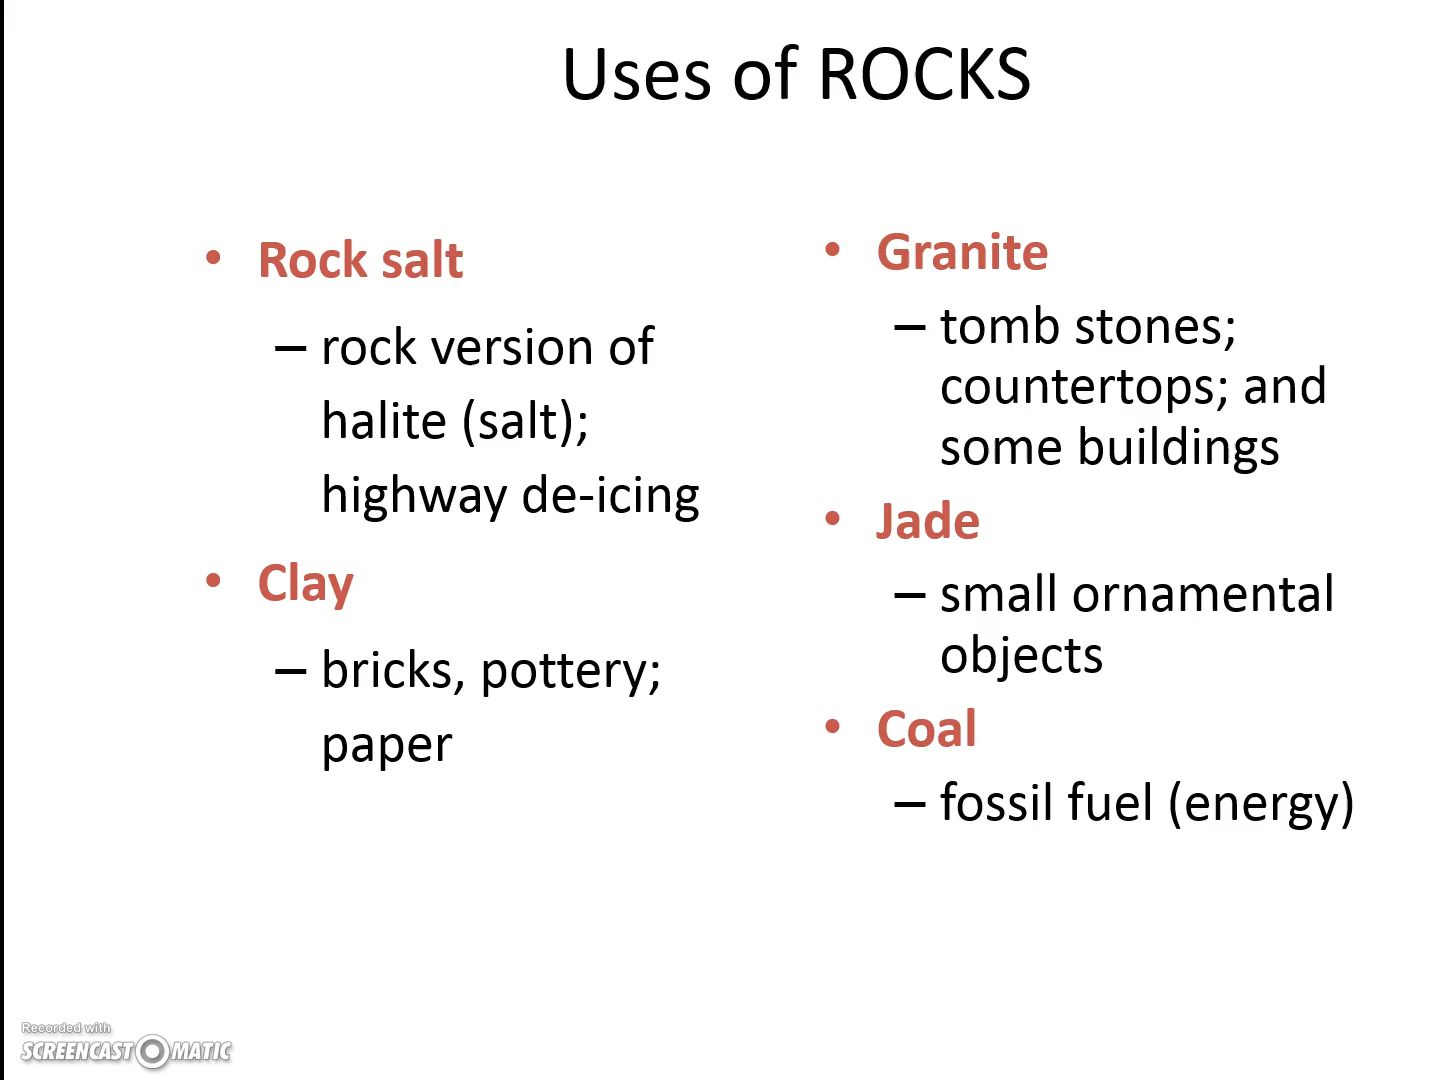 Uses of ROCKS
• Rock salt
– rock version of
halite (salt);
highway de-icing
• Clay
– bricks, pottery;
paper
• Granite
– tomb stones;
countertops; and
some buildings
• Jade
– small ornamental
objects
• Coal
– fossil fuel (energy)
Recorded with
SCREENCAST MATIC